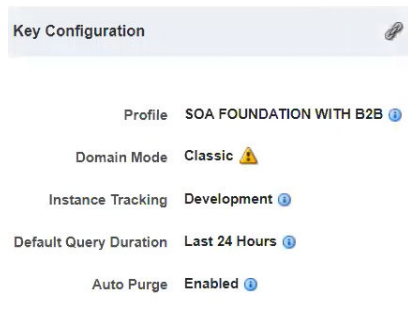 Key Configuration
Profile SOA FOUNDATION WITH B2B
Domain Mode Classic
Instance Tracking Development
Default Query Duration Last 24 Hours
Auto Purge Enabled